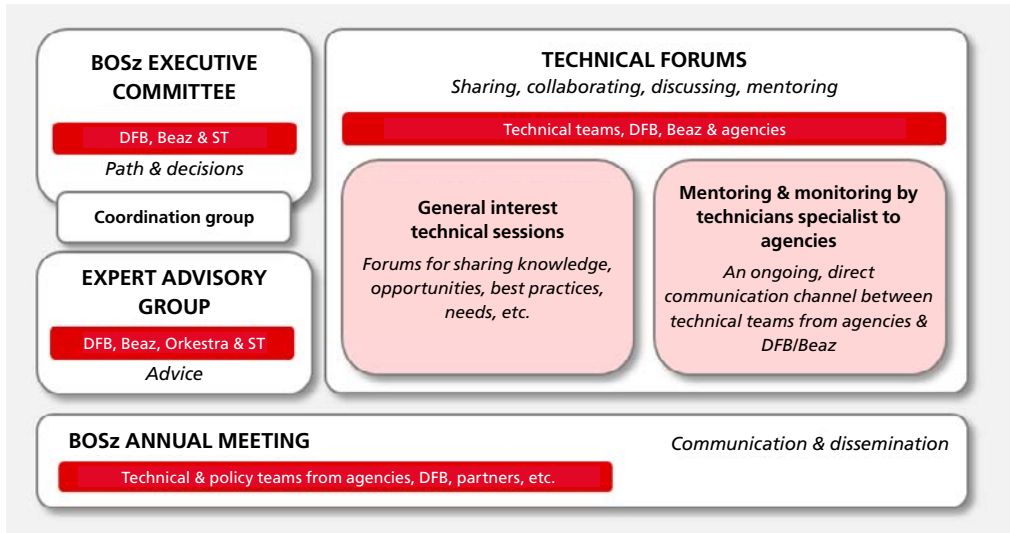 BOSz EXECUTIVE
COMMITTEE
DFB, Beaz & ST
Path & decisions
Coordination group
EXPERT ADVISORY
GROUP
DFB, Beaz, Orkestra & ST
Advice
TECHNICAL FORUMS
Sharing, collaborating, discussing, mentoring
Technical teams, DFB, Beaz & agencies
General interest
technical sessions
Forums for sharing knowledge,
opportunities, best practices,
needs, etc.
Mentoring & monitoring by
technicians specialist to
agencies
An ongoing, direct
communication channel between
technical teams from agencies &
DFB/Beaz
BOSz ANNUAL MEETING
Communication & dissemination
Technical & policy teams from agencies, DFB, partners, etc.